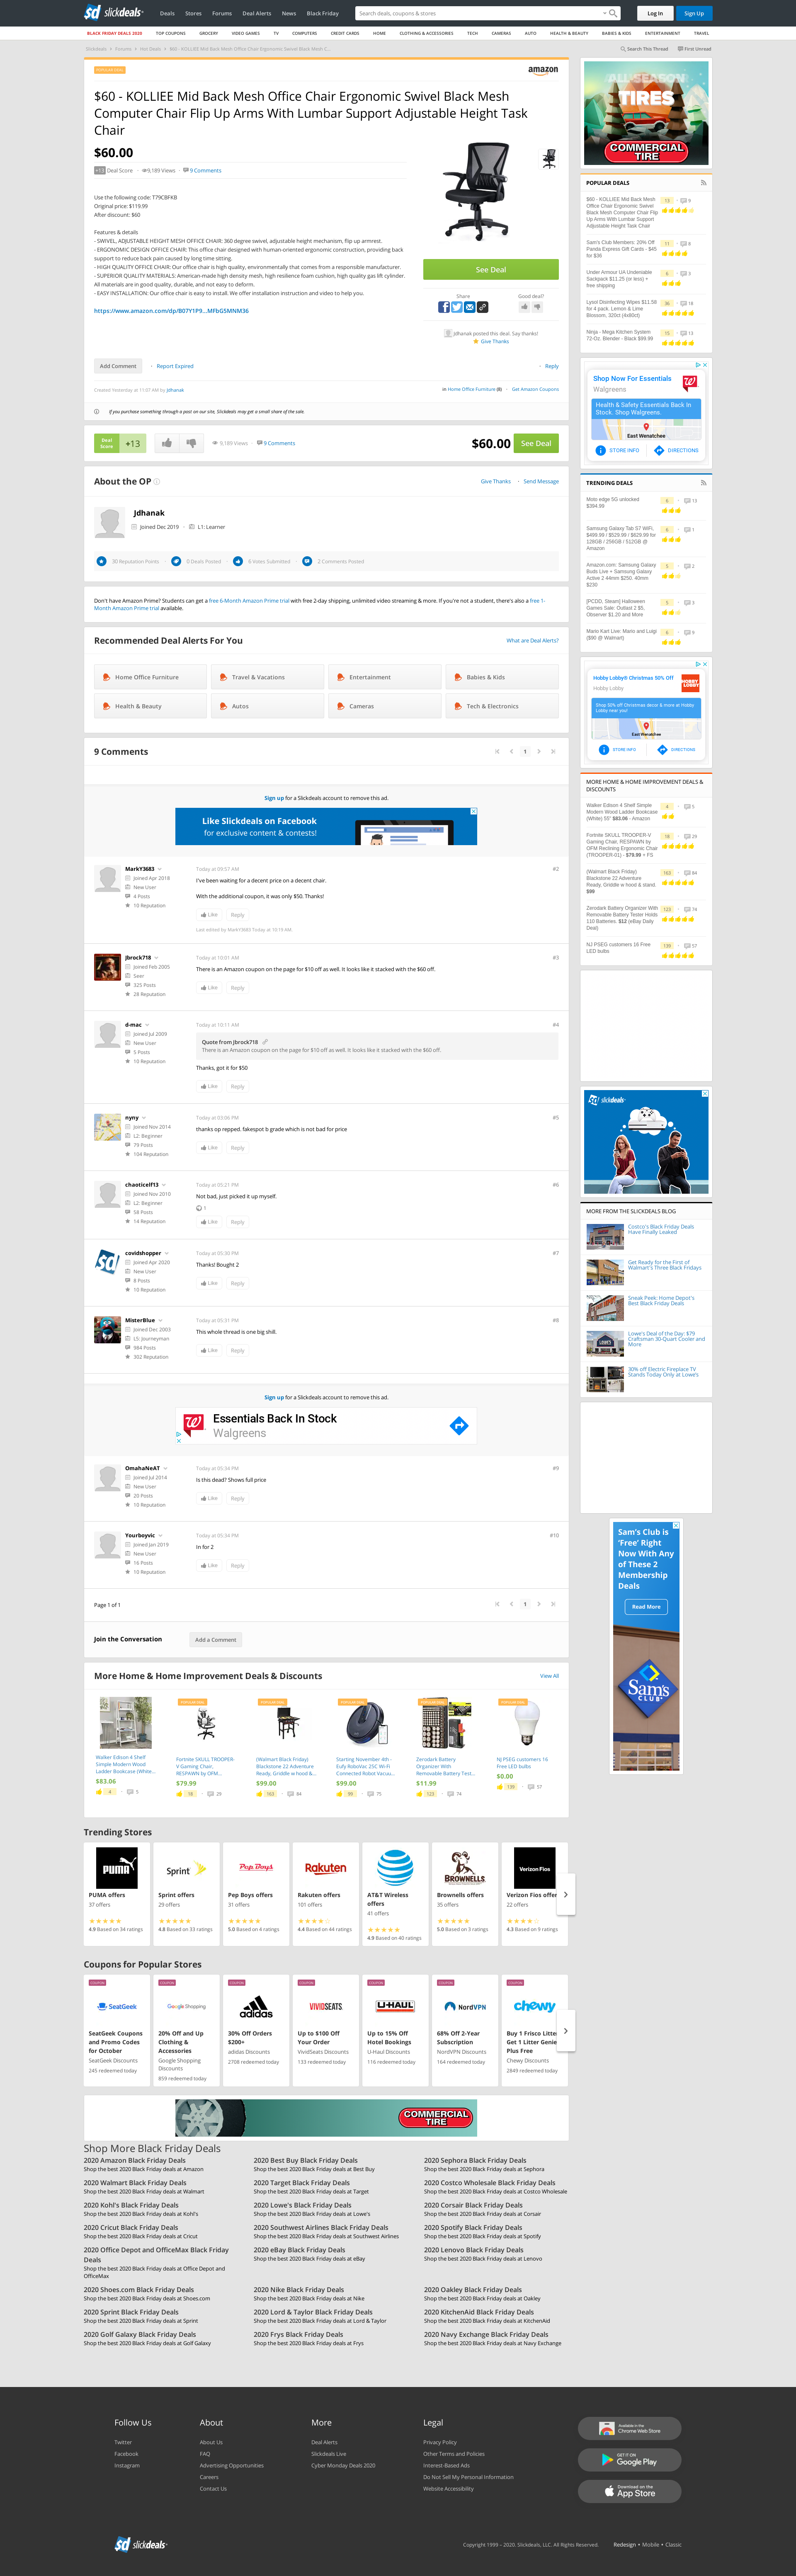 slickdeals
Deals
Stores
Forums
Deal Alerts
News
Black Friday
Search deals, coupons & stores
Log In
Sign Up
BLACK FRIDAY DEALS 2020
TOP COUPONS
GROCERY
VIDEO GAMES
TV
COMPUTERS
CREDIT CARDS
HOME
CLOTHING & ACCESSORIES
TECH
CAMERAS
AUTO
HEALTH & BEAUTY
BABIES & KIDS
ENTERTAINMENT
TRAVEL
Slickdeals > Forums > Hot Deals > $60 - KOLLIEE Mid Back Mesh Office Chair Ergonomic Swivel Black Mesh C...
Search This Thread
First Unread
POPULAR DEAL
amazon
$60 - KOLLIEE Mid Back Mesh Office Chair Ergonomic Swivel Black Mesh
Computer Chair Flip Up Arms With Lumbar Support Adjustable Height Task
Chair
$60.00
+13 Deal Score
9,189 Views
9 Comments
Use the following code: T79CBFKB
Original price: $119.99
After discount: $60
Features & details
- SWIVEL, ADJUSTABLE HEIGHT MESH OFFICE CHAIR: 360 degree swivel, adjustable height mechanism, flip up armrest.
- ERGONOMIC DESIGN OFFICE CHAIR: This office chair designed with human-oriented ergonomic construction, providing back
support to reduce back pain caused by long time sitting.
- HIGH QUALITY OFFICE CHAIR: Our office chair is high quality, environmentally that comes from a responsible manufacturer.
- SUPERIOR QUALITY MATERIALS: American-made high density mesh, high resilience foam cushion, high quality gas lift cylinder.
All materials are in good quality, durable, and not easy to deform.
- EASY INSTALLATION: Our office chair is easy to install. We offer installation instruction and video to help you.
https://www.amazon.com/dp/B07Y1P9...MFbG5MNM36
See Deal
Share
Good deal?
Jdhanak posted this deal. Say thanks!
Give Thanks
Add Comment
Report Expired
Reply
Created Yesterday at 11:07 AM by Jdhanak
in Home Office Furniture (8)
Get Amazon Coupons
If you purchase something through a post on our site, Slickdeals may get a small share of the sale.
Deal
Score
+13
9,189 Views
9 Comments
$60.00
See Deal
About the OP
Give Thanks
Send Message
Jdhanak
Joined Dec 2019
L1: Learner
30 Reputation Points
0 Deals Posted
6 Votes Submitted
2 Comments Posted
Don't have Amazon Prime? Students can get a free 6-Month Amazon Prime trial with free 2-day shipping, unlimited video streaming & more. If you're not a student, there's also a free 1-
Month Amazon Prime trial available.
Recommended Deal Alerts For You
What are Deal Alerts?
Home Office Furniture
Travel & Vacations
Entertainment
Babies & Kids
Health & Beauty
Autos
Cameras
Tech & Electronics
9 Comments
1
Sign up for a Slickdeals account to remove this ad.
Like Slickdeals on Facebook
for exclusive content & contests!
MarkY3683
Joined Apr 2018
New User
4 Posts
10 Reputation
Today at 09:57 AM
#2
I've been waiting for a decent price on a decent chair.
With the additional coupon, it was only $50. Thanks!
Like
Reply
Last edited by MarkY3683 Today at 10:19 AM.
Jbrock718
Joined Feb 2005
Seer
325 Posts
28 Reputation
Today at 10:01 AM
#3
There is an Amazon coupon on the page for $10 off as well. It looks like it stacked with the $60 off.
Like
Reply
d-mac
Joined Jul 2009
New User
5 Posts
10 Reputation
Today at 10:11 AM
#4
Quote from Jbrock718
There is an Amazon coupon on the page for $10 off as well. It looks like it stacked with the $60 off.
Thanks, got it for $50
Like
Reply
nyny
Joined Nov 2014
L2: Beginner
79 Posts
104 Reputation
Today at 03:06 PM
#5
thanks op repped. fakespot b grade which is not bad for price
Like
Reply
chaoticelf13
Joined Nov 2010
L2: Beginner
58 Posts
14 Reputation
Today at 05:21 PM
#6
Not bad, just picked it up myself.
1
Like
Reply
covidshopper
Joined Apr 2020
New User
8 Posts
10 Reputation
Today at 05:30 PM
#7
Thanks! Bought 2
Like
Reply
MisterBlue
Joined Dec 2003
L5: Journeyman
984 Posts
302 Reputation
Today at 05:31 PM
#8
This whole thread is one big shill.
Like
Reply
Sign up for a Slickdeals account to remove this ad.
Essentials Back In Stock
Walgreens
OmahaNeAT
Joined Jul 2014
New User
20 Posts
10 Reputation
Today at 05:34 PM
#9
Is this dead? Shows full price
Like
Reply
Yourboyvic
Joined Jan 2019
New User
16 Posts
10 Reputation
Today at 05:34 PM
#10
In for 2
Like
Reply
Page 1 of 1
1
Join the Conversation
Add a Comment
More Home & Home Improvement Deals & Discounts
View All
Walker Edison 4 Shelf
Simple Modern Wood
Ladder Bookcase (White...
$83.06
4
5
POPULAR DEAL
Fortnite SKULL TROOPER-
V Gaming Chair,
RESPAWN by OFM...
$79.99
18
29
POPULAR DEAL
(Walmart Black Friday)
Blackstone 22 Adventure
Ready, Griddle w hood &...
$99.00
163
84
POPULAR DEAL
Starting November 4th -
Eufy RoboVac 25C Wi-Fi
Connected Robot Vacuu...
$99.00
89
75
POPULAR DEAL
Zerodark Battery
Organizer With
Removable Battery Test...
$11.99
123
74
POPULAR DEAL
NJ PSEG customers 16
Free LED bulbs
$0.00
139
57
Trending Stores
PUMA
PUMA offers
37 offers
4.9 Based on 34 ratings
Sprint
Sprint offers
29 offers
4.8 Based on 33 ratings
Pep Boys
Pep Boys offers
31 offers
5.0 Based on 4 ratings
Rakuten
Rakuten offers
101 offers
4.4 Based on 44 ratings
AT&T Wireless
offers
41 offers
4.9 Based on 40 ratings
BROWNELLS
Brownells offers
35 offers
5.0 Based on 3 ratings
Verizon Fios
Verizon Fios offers
22 offers
4.3 Based on 9 ratings
Coupons for Popular Stores
COUPON
SeatGeek
SeatGeek Coupons
and Promo Codes
for October
SeatGeek Discounts
245 redeemed today
COUPON
Google Shopping
20% Off and Up
Clothing &
Accessories
Google Shopping
Discounts
859 redeemed today
COUPON
adidas
30% Off Orders
$200+
adidas Discounts
2708 redeemed today
COUPON
VIVIDSEATS
Up to $100 Off
Your Order
VividSeats Discounts
133 redeemed today
COUPON
U-HAUL
Up to 15% Off
Hotel Bookings
U-Haul Discounts
116 redeemed today
COUPON
NordVPN
68% Off 2-Year
Subscription
NordVPN Discounts
164 redeemed today
COUPON
chewy
Buy 1 Frisco Litter
Get 1 Litter Genie
Plus Free
Chewy Discounts
2849 redeemed today
COMMERCIAL
TIRE
Shop More Black Friday Deals
2020 Amazon Black Friday Deals
Shop the best 2020 Black Friday deals at Amazon
2020 Best Buy Black Friday Deals
Shop the best 2020 Black Friday deals at Best Buy
2020 Sephora Black Friday Deals
Shop the best 2020 Black Friday deals at Sephora
2020 Walmart Black Friday Deals
Shop the best 2020 Black Friday deals at Walmart
2020 Target Black Friday Deals
Shop the best 2020 Black Friday deals at Target
2020 Costco Wholesale Black Friday Deals
Shop the best 2020 Black Friday deals at Costco Wholesale
2020 Kohl's Black Friday Deals
Shop the best 2020 Black Friday deals at Kohl's
2020 Lowe's Black Friday Deals
Shop the best 2020 Black Friday deals at Lowe's
2020 Corsair Black Friday Deals
Shop the best 2020 Black Friday deals at Corsair
2020 Cricut Black Friday Deals
Shop the best 2020 Black Friday deals at Cricut
2020 Southwest Airlines Black Friday Deals
Shop the best 2020 Black Friday deals at Southwest Airlines
2020 Spotify Black Friday Deals
Shop the best 2020 Black Friday deals at Spotify
2020 Office Depot and OfficeMax Black Friday
Deals
Shop the best 2020 Black Friday deals at Office Depot and
OfficeMax
2020 eBay Black Friday Deals
Shop the best 2020 Black Friday deals at eBay
2020 Lenovo Black Friday Deals
Shop the best 2020 Black Friday deals at Lenovo
2020 Shoes.com Black Friday Deals
Shop the best 2020 Black Friday deals at Shoes.com
2020 Nike Black Friday Deals
Shop the best 2020 Black Friday deals at Nike
2020 Oakley Black Friday Deals
Shop the best 2020 Black Friday deals at Oakley
2020 Sprint Black Friday Deals
Shop the best 2020 Black Friday deals at Sprint
2020 Lord & Taylor Black Friday Deals
Shop the best 2020 Black Friday deals at Lord & Taylor
2020 KitchenAid Black Friday Deals
Shop the best 2020 Black Friday deals at KitchenAid
2020 Golf Galaxy Black Friday Deals
Shop the best 2020 Black Friday deals at Golf Galaxy
2020 Frys Black Friday Deals
Shop the best 2020 Black Friday deals at Frys
2020 Navy Exchange Black Friday Deals
Shop the best 2020 Black Friday deals at Navy Exchange
ALL-SEASON
TIRES
COMMERCIAL TIRE
POPULAR DEALS
$60 - KOLLIEE Mid Back Mesh
Office Chair Ergonomic Swivel
Black Mesh Computer Chair Flip
Up Arms With Lumbar Support
Adjustable Height Task Chair
13
9
Sam's Club Members: 20% Off
Panda Express Gift Cards - $45
for $36
11
8
Under Armour UA Undeniable
Sackpack $11.25 (or less) +
free shipping
6
3
Lysol Disinfecting Wipes $11.58
for 4 pack. Lemon & Lime
Blossom, 320ct (4x80ct)
36
18
Ninja - Mega Kitchen System
72-Oz. Blender - Black $99.99
15
13
Shop Now For Essentials
Walgreens
Health & Safety Essentials Back In
Stock. Shop Walgreens.
East Wenatchee
STORE INFO
DIRECTIONS
TRENDING DEALS
Moto edge 5G unlocked
$394.99
6
13
Samsung Galaxy Tab S7 WiFi,
$499.99 / $529.99 / $629.99 for
128GB / 256GB / 512GB @
Amazon
6
1
Amazon.com: Samsung Galaxy
Buds Live + Samsung Galaxy
Active 2 44mm $250. 40mm
$230
5
2
[PCDD, Steam] Halloween
Games Sale: Outlast 2 $5,
Observer $1.20 and More
5
3
Mario Kart Live: Mario and Luigi
($90 @ Walmart)
9
9
Hobby Lobby® Christmas 50% Off
Hobby Lobby
HOBBY LOBBY
Shop 50% off Christmas decor & more at Hobby
Lobby near you!
East Wenatchee
STORE INFO
DIRECTIONS
MORE HOME & HOME IMPROVEMENT DEALS &
DISCOUNTS
Walker Edison 4 Shelf Simple
Modern Wood Ladder Bookcase
(White) 55" $83.06 - Amazon
4
5
Fortnite SKULL TROOPER-V
Gaming Chair, RESPAWN by
OFM Reclining Ergonomic Chair
(TROOPER-01) - $79.99 + FS
18
29
(Walmart Black Friday)
Blackstone 22 Adventure
Ready, Griddle w hood & stand.
$99
163
84
Zerodark Battery Organizer With
Removable Battery Tester Holds
110 Batteries. $12 (eBay Daily
Deal)
123
74
NJ PSEG customers 16 Free
LED bulbs
139
57
slickdeals
MORE FROM THE SLICKDEALS BLOG
Costco's Black Friday Deals
Have Finally Leaked
Get Ready for the First of
Walmart's Three Black Fridays
Sneak Peek: Home Depot's
Best Black Friday Deals
Lowe's Deal of the Day: $79
Craftsman 30-Quart Cooler and
More
30% off Electric Fireplace TV
Stands Today Only at Lowe's
Sam's Club is
'Free' Right
Now With Any
of These 2
Membership
Deals
Read More
Sam's
CLUB
Follow Us
Twitter
Facebook
Instagram
About
About Us
FAQ
Advertising Opportunities
Careers
Contact Us
More
Deal Alerts
Slickdeals Live
Cyber Monday Deals 2020
Legal
Privacy Policy
Other Terms and Policies
Interest-Based Ads
Do Not Sell My Personal Information
Website Accessibility
Available in the
Chrome Web Store
GET IT ON
Google Play
Download on the
App Store
slickdeals
Copyright 1999 – 2020. Slickdeals, LLC. All Rights Reserved.
Redesign • Mobile • Classic